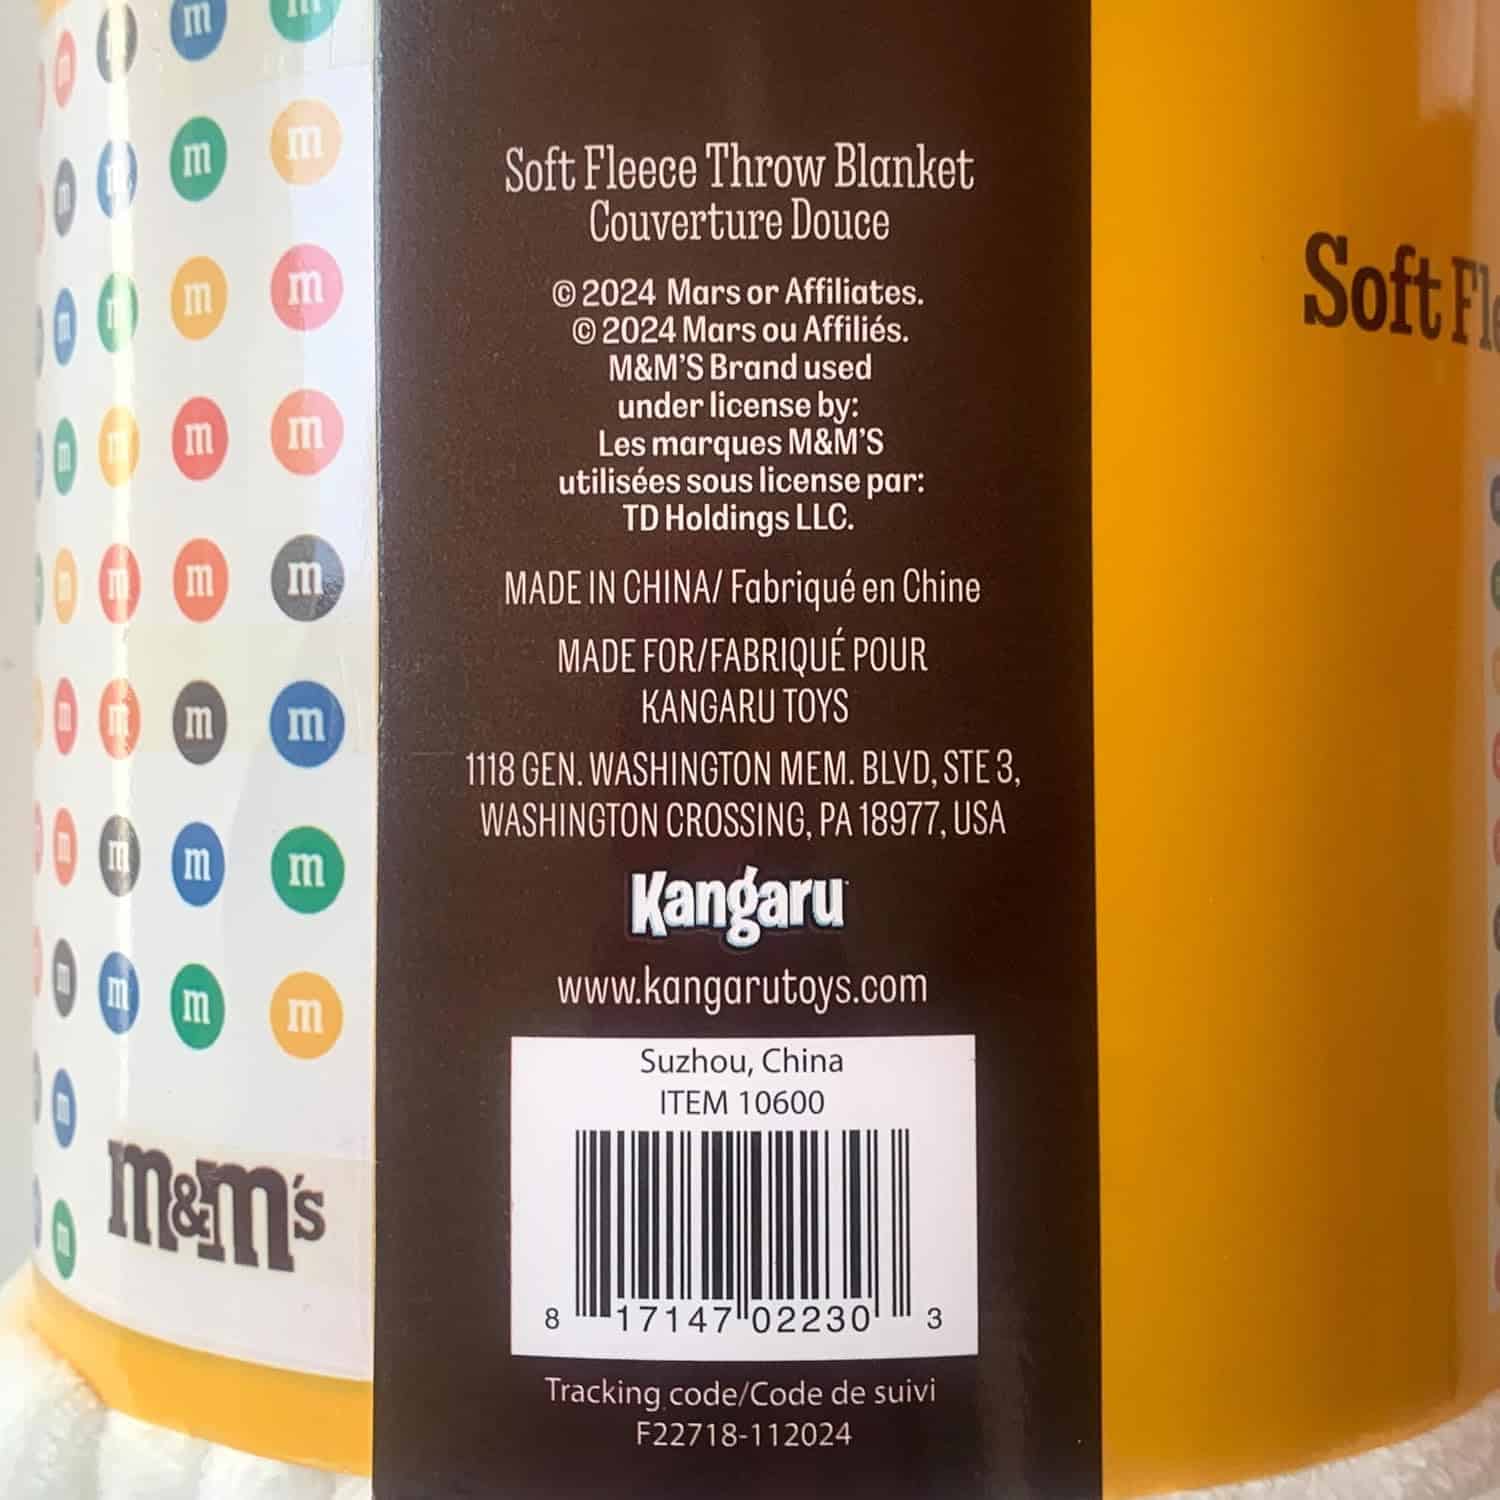 Soft Fleece Throw Blanket
Couverture Douce
© 2024 Mars or Affiliates.
© 2024 Mars ou Affiliés.
M&M'S Brand used
under license by:
Les marques M&M'S
utilisées sous license par:
TD Holdings LLC.
MADE IN CHINA/ Fabriqué en Chine
MADE FOR/FABRIQUÉ POUR
KANGARU TOYS
1118 GEN. WASHINGTON MEM. BLVD, STE 3,
WASHINGTON CROSSING, PA 18977, USA
Kangaru
www.kangarutoys.com
Suzhou, China
ITEM 10600
8 17147 02230 3
Tracking code/Code de suivi
F22718-112024
m&m's
Soft